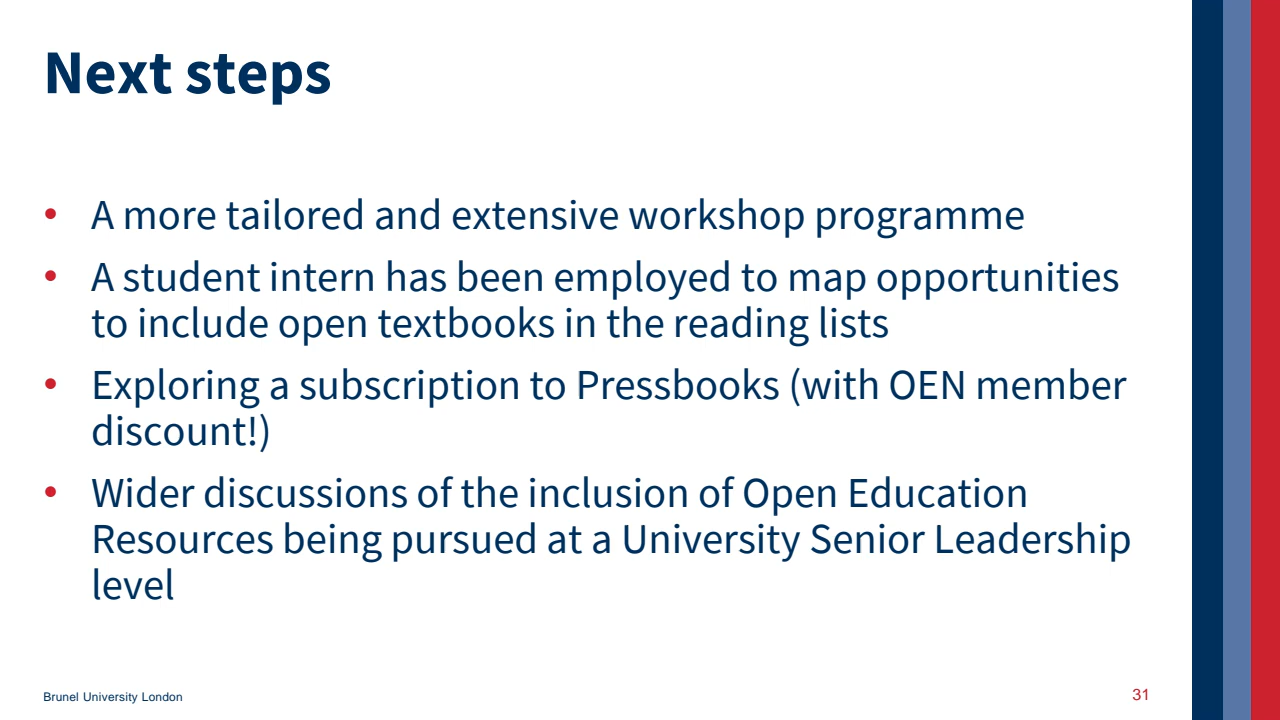 Next steps
• A more tailored and extensive workshop programme
• A student intern has been employed to map opportunities
to include open textbooks in the reading lists
• Exploring a subscription to Pressbooks (with OEN member
discount!)
• Wider discussions of the inclusion of Open Education
Resources being pursued at a University Senior Leadership
level
Brunel University London
31